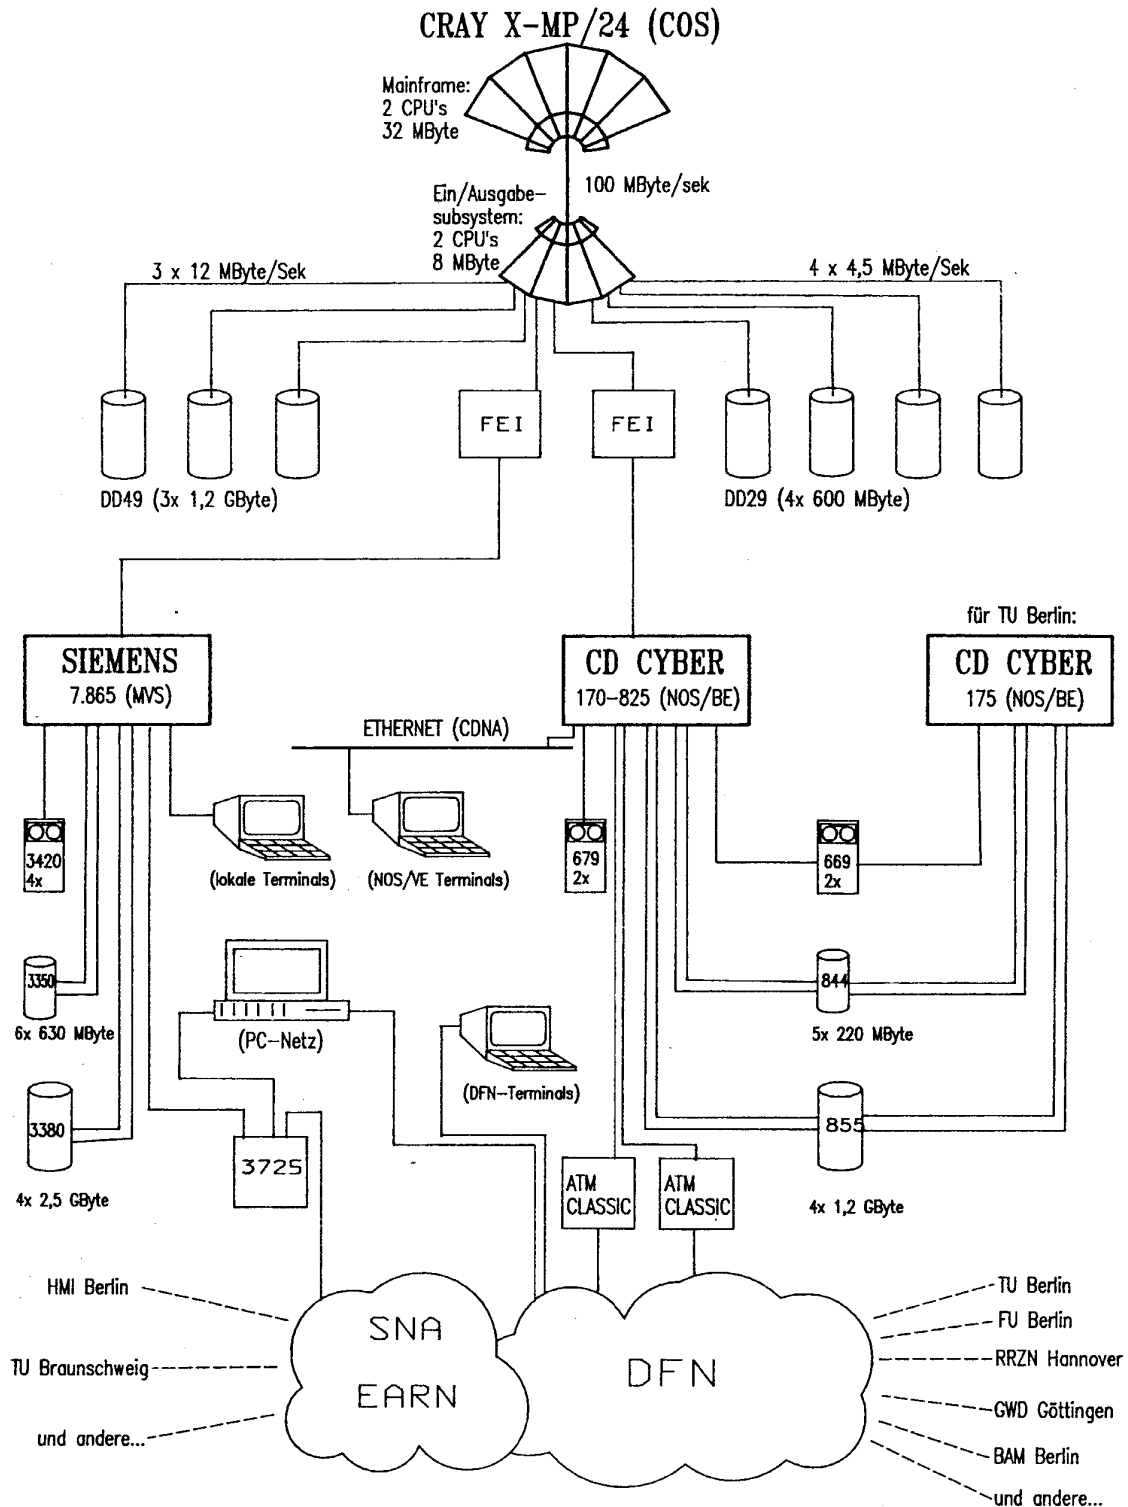 CRAY X-MP/24 (COS)
Mainframe:
2 CPU's
32 MByte
100 MByte/sek
Ein/Ausgabe-
subsystem:
2 CPU's
8 MByte
3 x 12 MByte/Sek
4 x 4,5 MByte/Sek
FEI
FEI
DD49 (3x 1,2 GByte)
DD29 (4x 600 MByte)
für TU Berlin:
SIEMENS
7.865 (MVS)
CD CYBER
170-825 (NOS/BE)
CD CYBER
175 (NOS/BE)
ETHERNET (CDNA)
3420
4x
(lokale Terminals)
(NOS/VE Terminals)
679
2x
669
2x
3350
6x 630 MByte
(PC-Netz)
844
5x 220 MByte
(DFN-Terminals)
3380
4x 2,5 GByte
3725
ATM
CLASSIC
ATM
CLASSIC
855
4x 1,2 GByte
HMI Berlin
TU Braunschweig
und andere...
SNA
EARN
DFN
TU Berlin
FU Berlin
RRZN Hannover
GWD Göttingen
BAM Berlin
und andere...